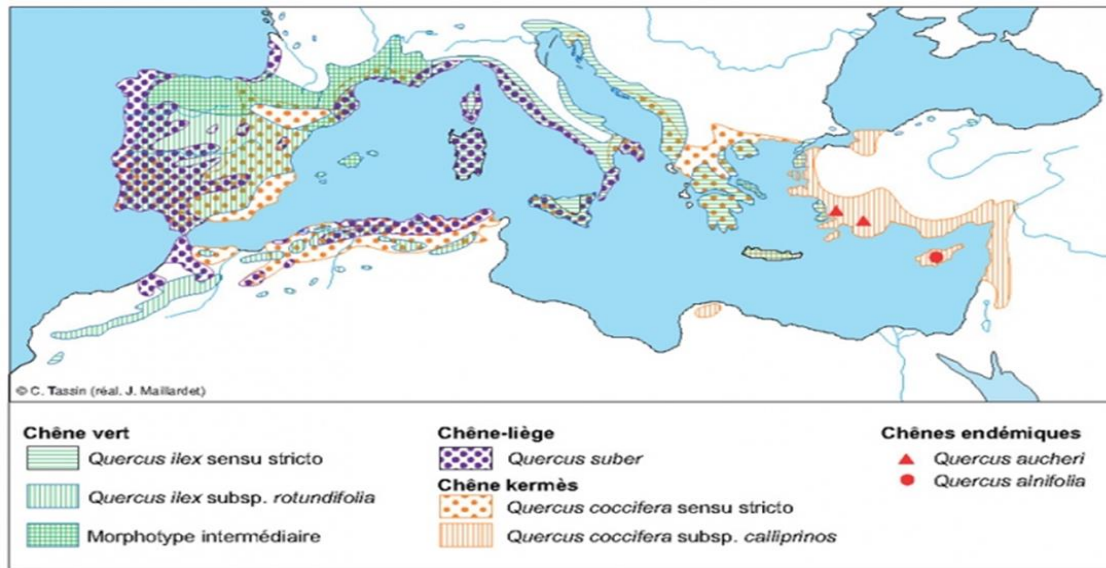 © C. Tassin (réal. J. Maillardet)
Chêne vert
Quercus ilex sensu stricto
Quercus ilex subsp. rotundifolia
Morphotype intermédiaire
Chêne-liège
Quercus suber
Chêne kermès
Quercus coccifera sensu stricto
Quercus coccifera subsp. calliprinos
Chênes endémiques
Quercus aucheri
Quercus alnifolia